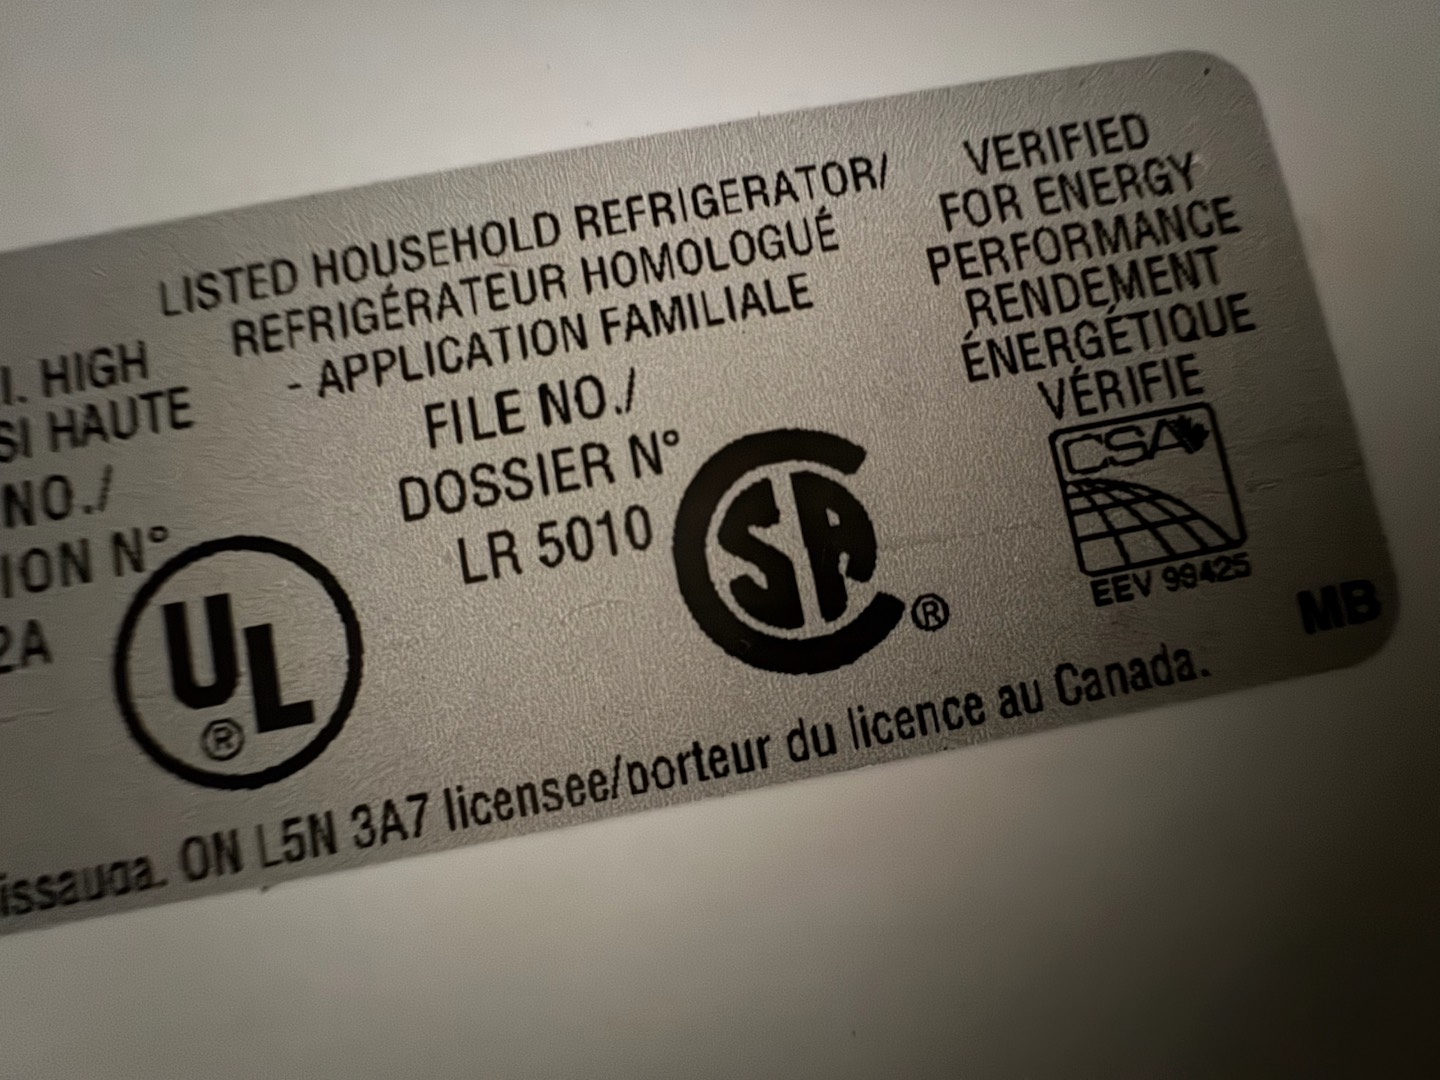 I. HIGH
SI HAUTE
NO./
ION N°
2A
UL
®
LISTED HOUSEHOLD REFRIGERATOR/
REFRIGÉRATEUR HOMOLOGUÉ
- APPLICATION FAMILIALE
FILE NO./
DOSSIER N°
LR 5010
CSA
®
VERIFIED
FOR ENERGY
PERFORMANCE
RENDEMENT
ÉNERGÉTIQUE
VÉRIFIE
CSA
EEV 99425
MB
issauga, ON L5N 3A7 licensee/porteur du licence au Canada.